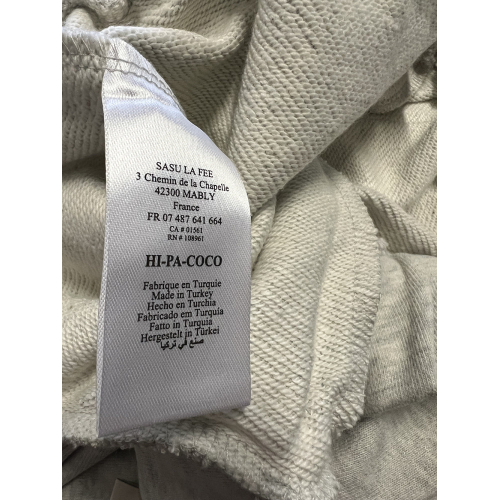 SASU LA FEE
3 Chemin de la Chapelle
42300 MABLY
France
FR 07 487 641 664
CA # 01561
RN # 108961
HI-PA-COCO
Fabrique en Turquie
Made in Turkey
Hecho en Turchia
Fabricado em Turquia
Fatto in Turquia
Hergestelt in Türkei
صنع في تركيا